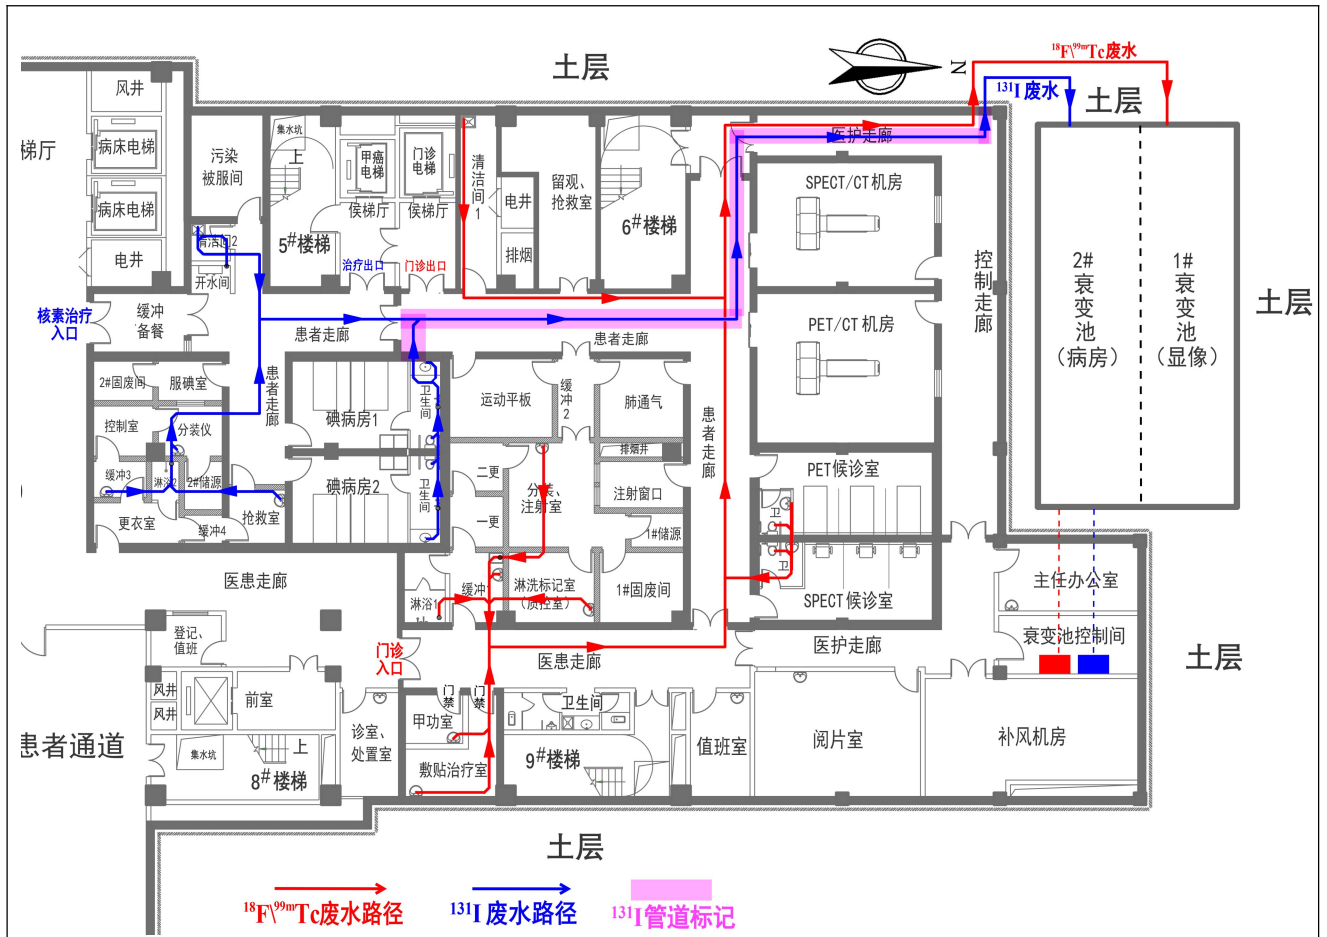 土层
N
¹⁸F\⁹⁹ᵐTc废水
¹³¹I 废水
土层
风井
梯厅
病床电梯
病床电梯
电井
污染
被服间
清洁间2
开水间
集水坑
上
5#楼梯
甲癌
电梯
门诊
电梯
侯梯厅
侯梯厅
治疗出口
门诊出口
清洁间1
电井
排烟
留观、
抢救室
6#楼梯
医护走廊
SPECT/CT 机房
PET/CT 机房
控制走廊
2#
衰变池
(病房)
1#
衰变池
(显像)
土层
核素治疗
入口
缓冲
备餐
患者走廊
患者走廊
2#固废间
服碘室
患者走廊
控制室
分装仪
缓冲3
淋浴2
2#储源
更衣室
缓冲4
抢救室
碘病房1
碘病房2
卫生间
卫生间
运动平板
缓冲2
肺通气
排烟井
二更
一更
分装、
注射室
注射窗口
1#储源
患者走廊
PET候诊室
卫
卫
SPECT候诊室
医患走廊
淋浴1
缓冲1
淋洗标记室
(质控室)
1#固废间
主任办公室
衰变池控制间
登记、
值班
门诊
入口
医患走廊
医护走廊
土层
风井
风井
前室
门禁
门禁
甲功室
卫生间
患者通道
集水坑
上
8#楼梯
诊室、
处置室
敷贴治疗室
9#楼梯
值班室
阅片室
补风机房
土层
¹⁸F\⁹⁹ᵐTc废水路径
¹³¹I 废水路径
¹³¹I管道标记